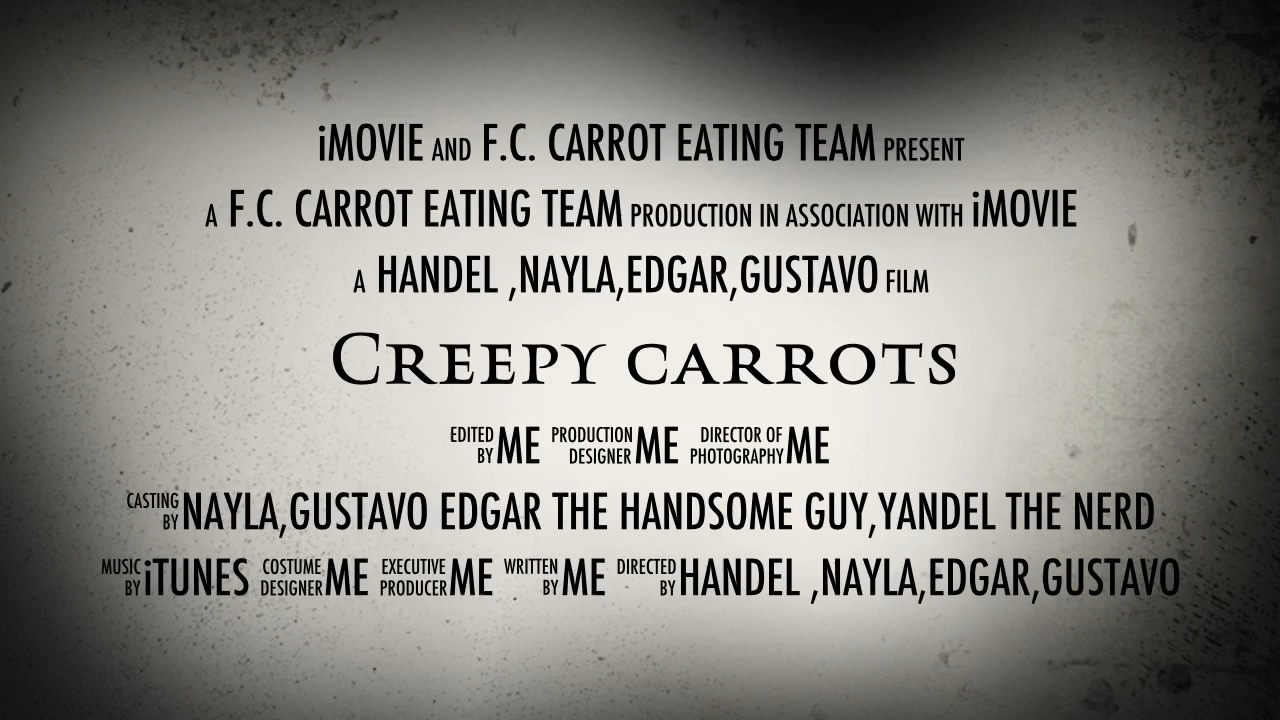 iMOVIE AND F.C. CARROT EATING TEAM PRESENT
A F.C. CARROT EATING TEAM PRODUCTION IN ASSOCIATION WITH iMOVIE
A HANDEL ,NAYLA,EDGAR,GUSTAVO FILM
CREEPY CARROTS
EDITED BY ME PRODUCTION DESIGNER ME DIRECTOR OF PHOTOGRAPHY ME
CASTING BY NAYLA,GUSTAVO EDGAR THE HANDSOME GUY,YANDEL THE NERD
MUSIC BY iTUNES COSTUME DESIGNER ME EXECUTIVE PRODUCER ME WRITTEN BY ME DIRECTED BY HANDEL ,NAYLA,EDGAR,GUSTAVO